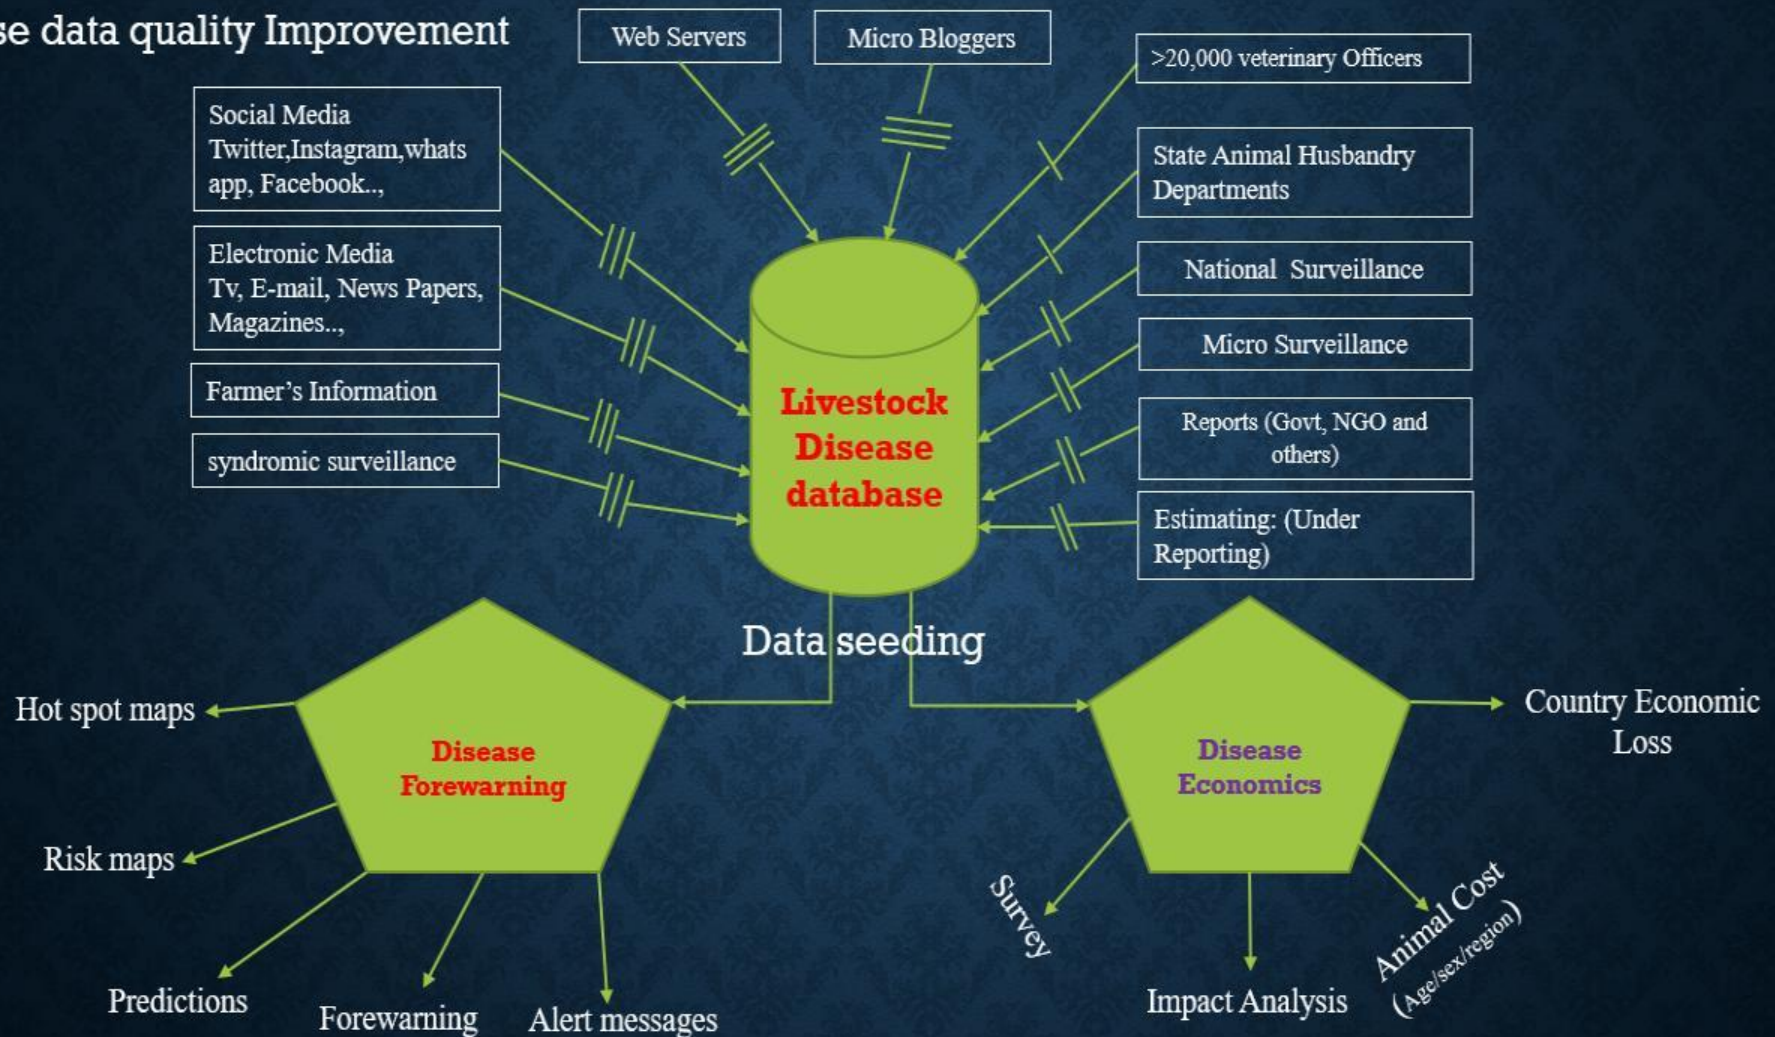 se data quality Improvement
Web Servers
Micro Bloggers
>20,000 veterinary Officers
Social Media
Twitter,Instagram,whats
app, Facebook..,
State Animal Husbandry
Departments
Electronic Media
Tv, E-mail, News Papers,
Magazines..,
National Surveillance
Micro Surveillance
Farmer's Information
syndromic surveillance
Reports (Govt, NGO and
others)
Estimating: (Under
Reporting)
Livestock
Disease
database
Data seeding
Disease
Forewarning
Hot spot maps
Risk maps
Predictions
Forewarning
Alert messages
Disease
Economics
Country Economic
Loss
Survey
Impact Analysis
Animal Cost
(Age/sex/region)